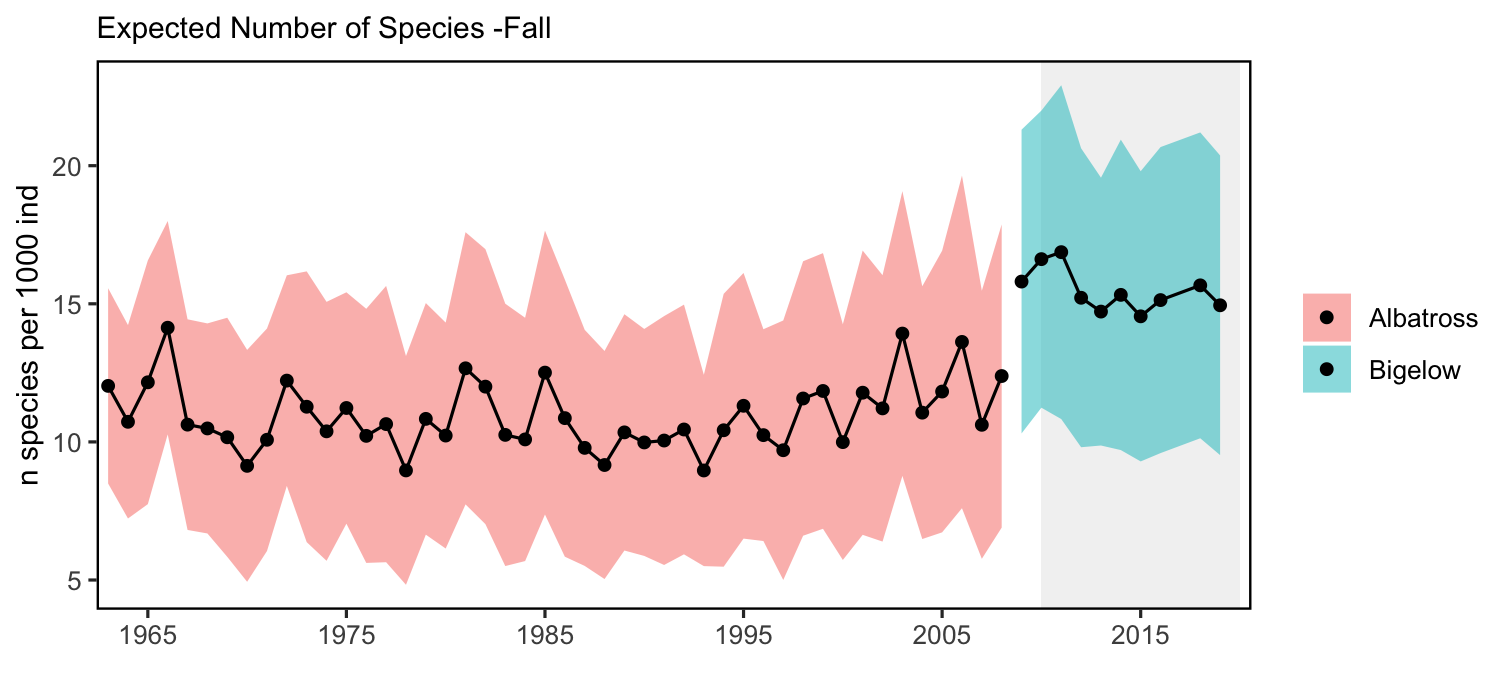 Expected Number of Species -Fall
n species per 1000 ind
20
15
10
5
1965 1975 1985 1995 2005 2015
Albatross
Bigelow